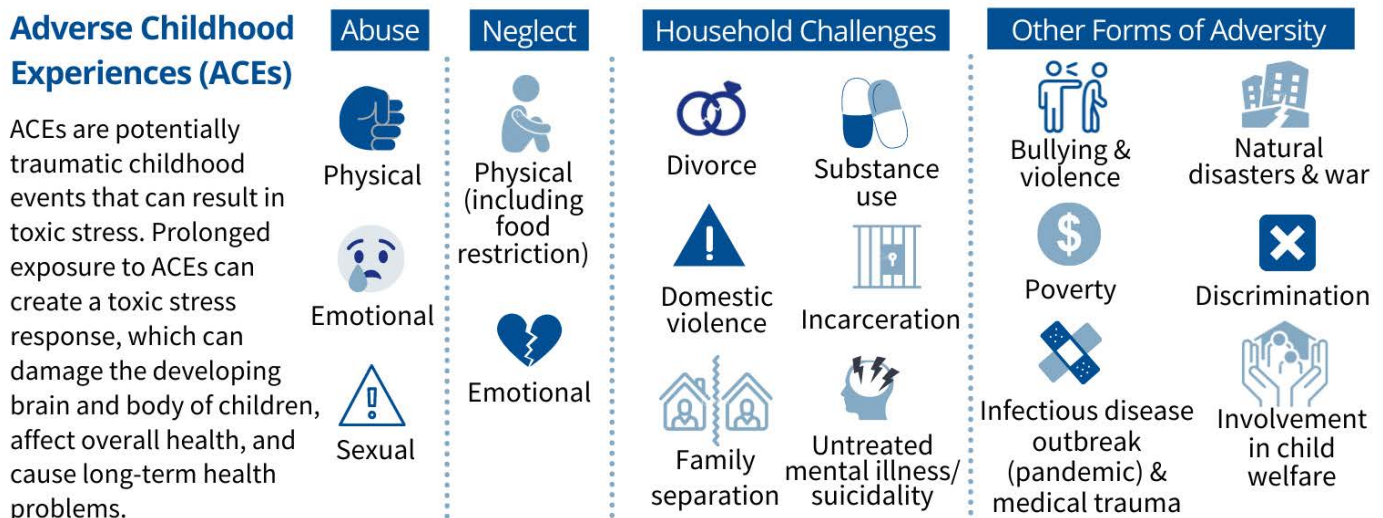 Adverse Childhood
Experiences (ACEs)
ACEs are potentially
traumatic childhood
events that can result in
toxic stress. Prolonged
exposure to ACEs can
create a toxic stress
response, which can
damage the developing
brain and body of children,
affect overall health, and
cause long-term health
problems.
Abuse
Physical
Emotional
Sexual
Neglect
Physical
(including
food
restriction)
Emotional
Household Challenges
Divorce
Substance
use
Domestic
violence
Incarceration
Family
separation
Untreated
mental illness/
suicidality
Other Forms of Adversity
Bullying &
violence
Natural
disasters & war
Poverty
Discrimination
Infectious disease
outbreak
(pandemic) &
medical trauma
Involvement
in child
welfare